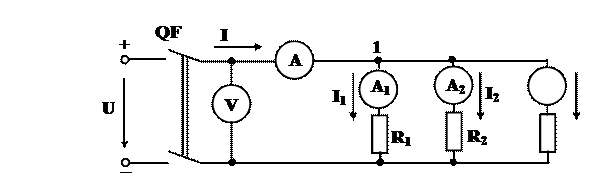 QF I
+ A 1
U V I₁ A₁ A₂ I₂
R₁ R₂
−